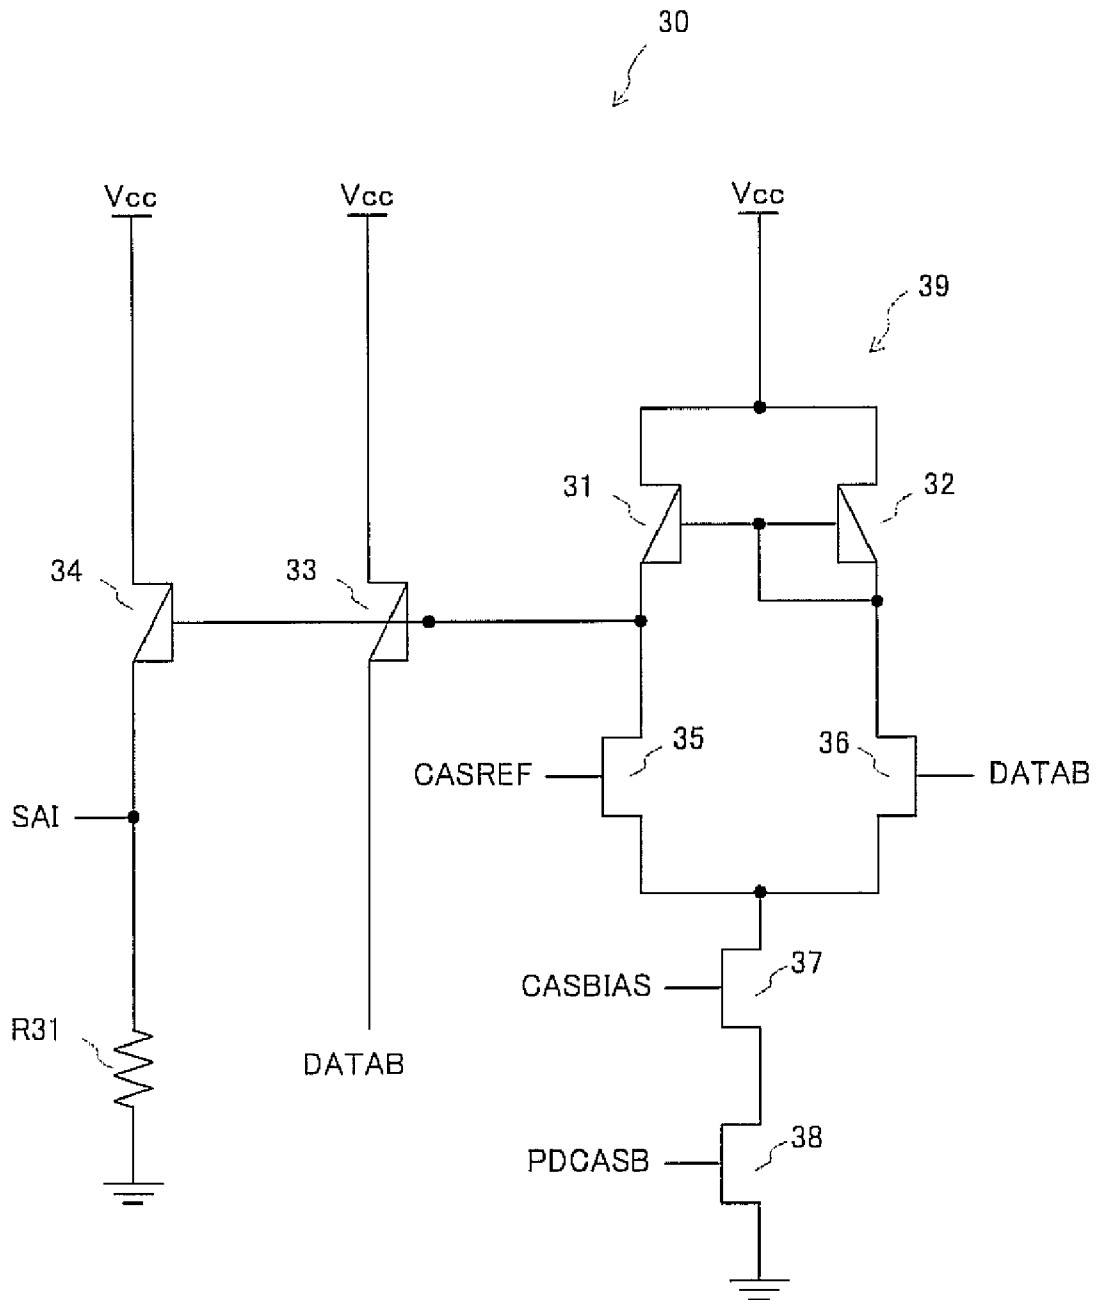 30
Vcc
Vcc
Vcc
39
31
32
34
33
35
36
CASREF
DATAB
SAI
37
CASBIAS
R31
DATAB
38
PDCASB